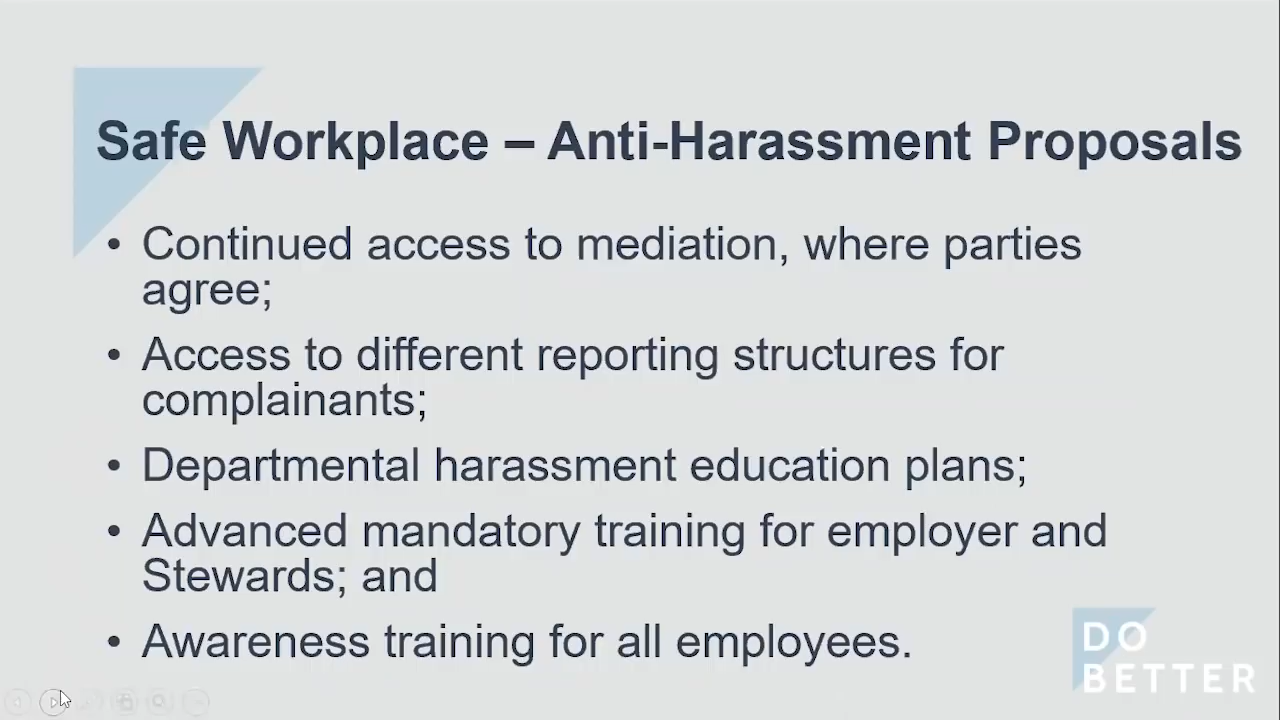 Safe Workplace – Anti-Harassment Proposals
• Continued access to mediation, where parties
agree;
• Access to different reporting structures for
complainants;
• Departmental harassment education plans;
• Advanced mandatory training for employer and
Stewards; and
• Awareness training for all employees.
DO
BETTER